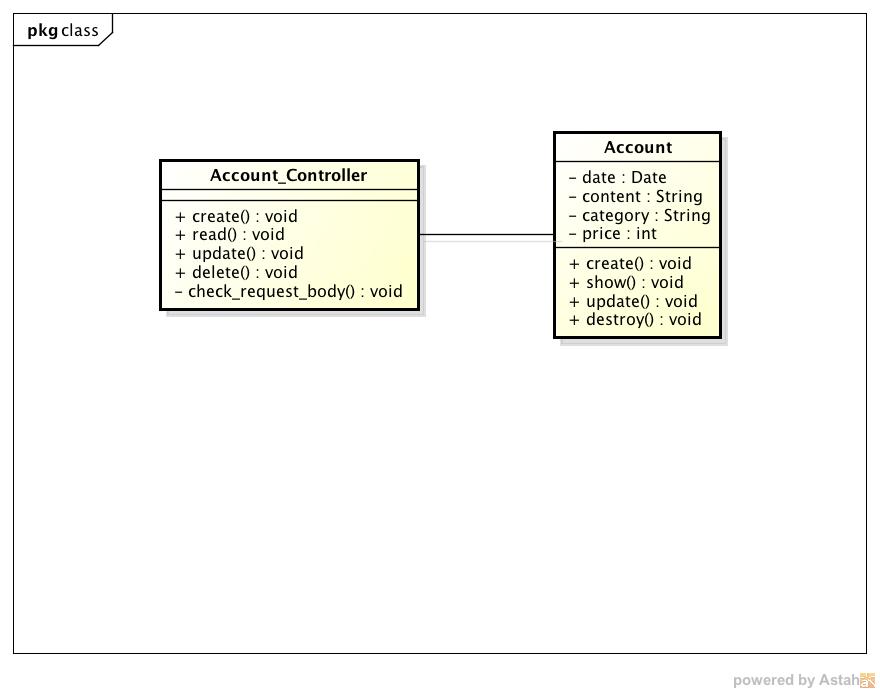 pkg class
Account_Controller
+ create() : void
+ read() : void
+ update() : void
+ delete() : void
- check_request_body() : void
Account
- date : Date
- content : String
- category : String
- price : int
+ create() : void
+ show() : void
+ update() : void
+ destroy() : void
powered by Astah